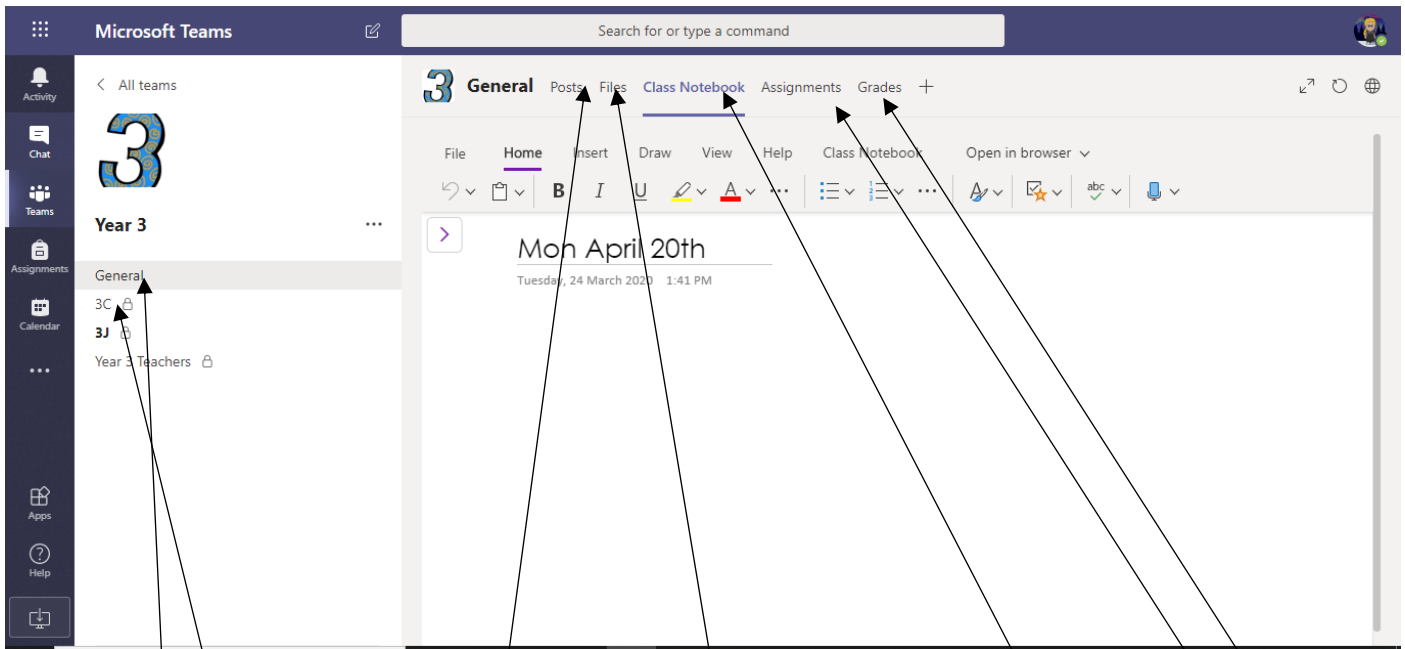 Microsoft Teams
Search for or type a command
Activity
Chat
Teams
Assignments
Calendar
Apps
Help
All teams
3
Year 3
General
3C
3J
Year 3 Teachers
3 General Posts Files Class Notebook Assignments Grades
File Home Insert Draw View Help Class Notebook Open in browser
B I U A abc
Mon April 20th
Tuesday, 24 March 2020 1:41 PM